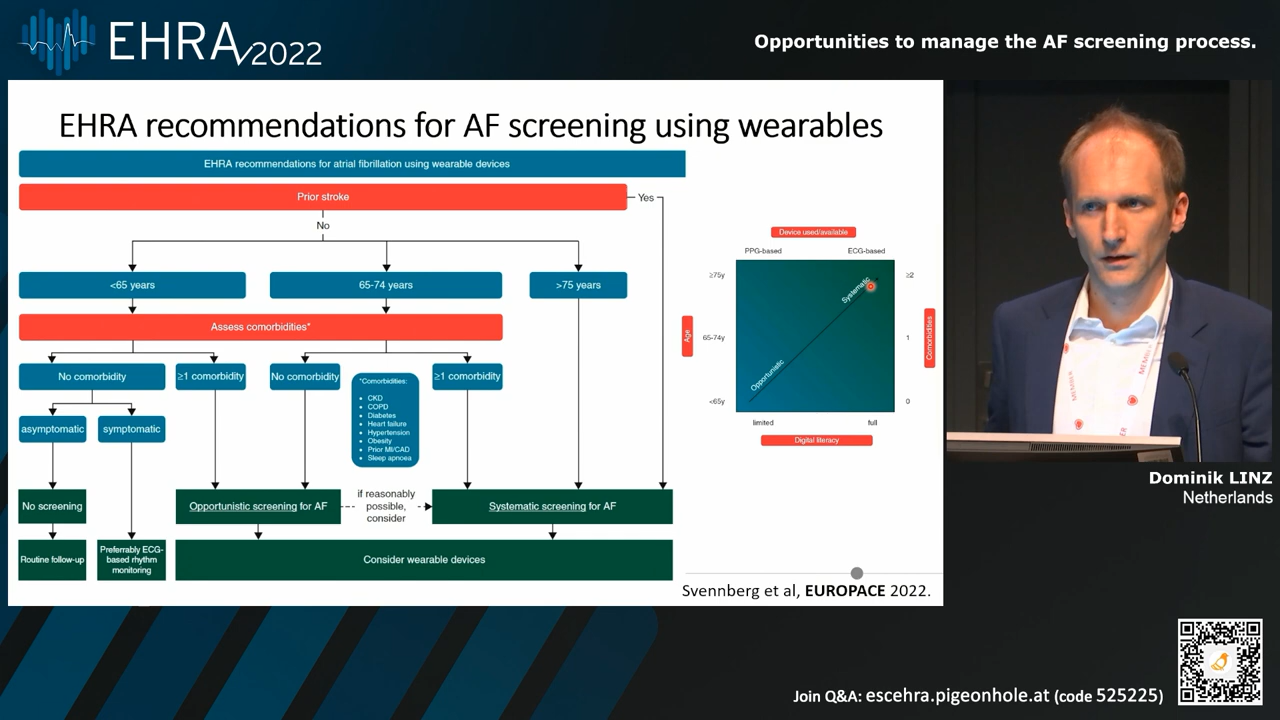 EHRA 2022
Opportunities to manage the AF screening process.
EHRA recommendations for AF screening using wearables
EHRA recommendations for atrial fibrillation using wearable devices
Prior stroke
Yes
No
<65 years
65-74 years
>75 years
Assess comorbidities*
No comorbidity
≥1 comorbidity
No comorbidity
≥1 comorbidity
*Comorbidities:
• CKD
• COPD
• Diabetes
• Heart failure
• Hypertension
• Obesity
• Prior MI/CAD
• Sleep apnoea
asymptomatic
symptomatic
No screening
Opportunistic screening for AF
if reasonably
possible,
consider
Systematic screening for AF
Routine follow-up
Preferrably ECG-
based rhythm
monitoring
Consider wearable devices
Device used/available
PPG-based
ECG-based
≥75y
≥2
Systematic
Age
65-74y
1
Comorbidities
Opportunistic
<65y
0
limited
full
Digital literacy
Svennberg et al, EUROPACE 2022.
MEMBER
MEMBER
Dominik LINZ
Netherlands
Join Q&A: escehra.pigeonhole.at (code 525225)